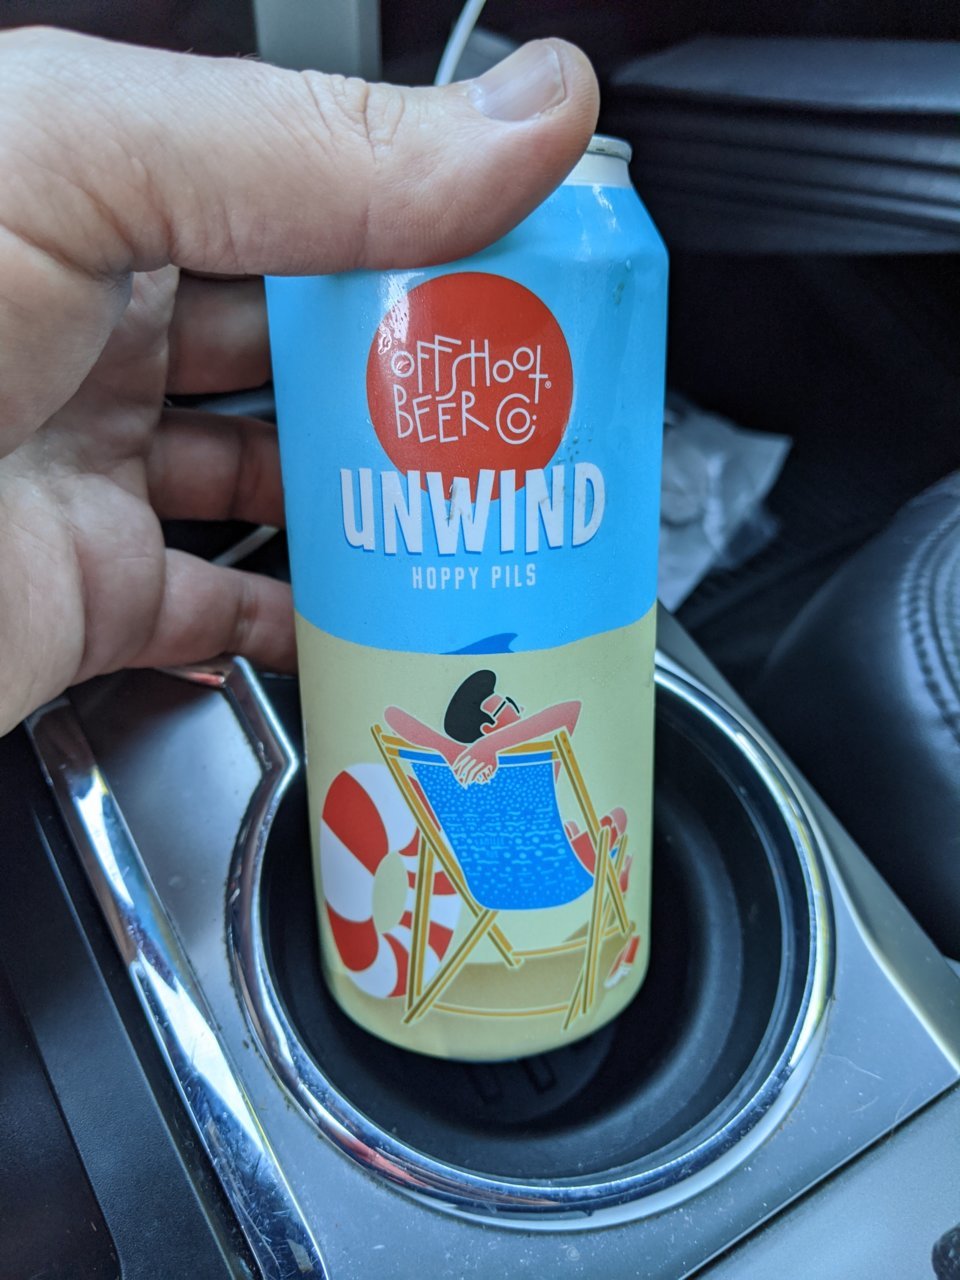 OFFSHOOT®
BEER Co:
UNWIND
HOPPY PILS